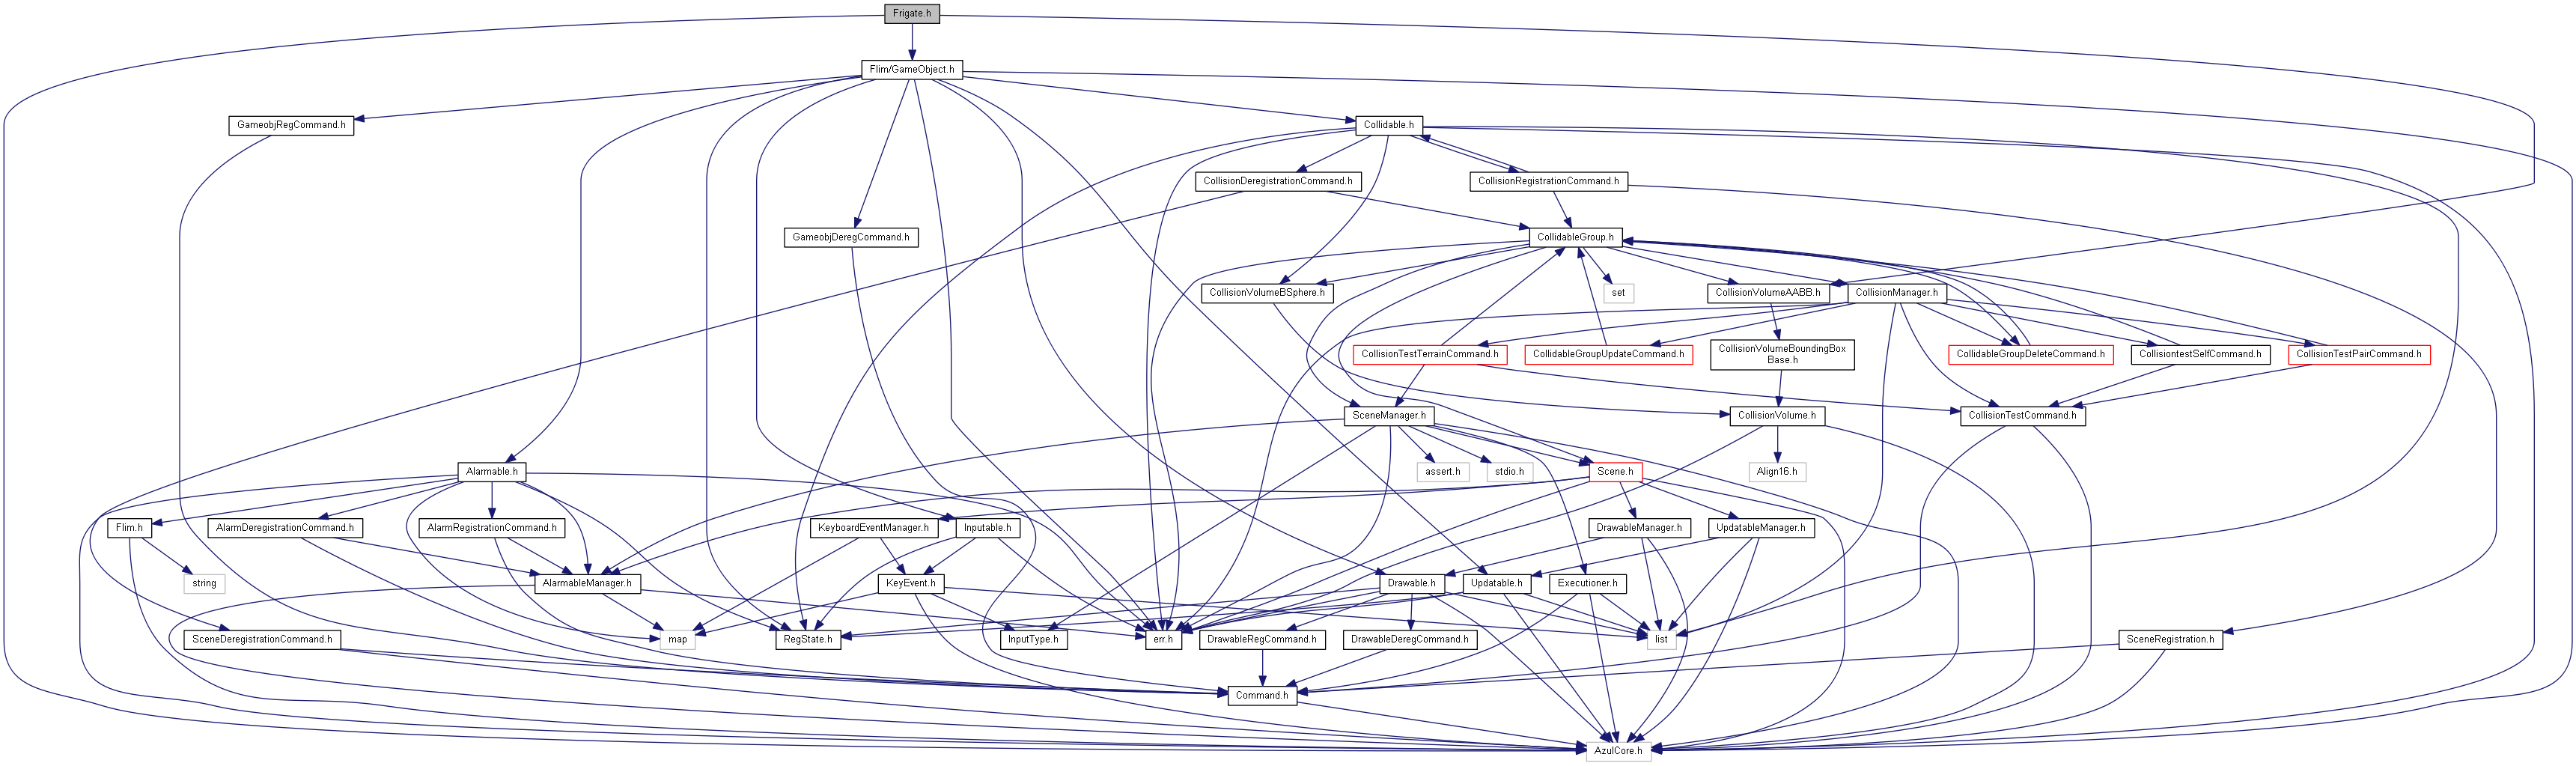 Frigate.h
Flim/GameObject.h
GameobjRegCommand.h
Collidable.h
CollisionDeregistrationCommand.h
CollisionRegistrationCommand.h
GameobjDeregCommand.h
CollidableGroup.h
CollisionVolumeBSphere.h
set
CollisionVolumeAABB.h
CollisionManager.h
CollisionTestTerrainCommand.h
CollidableGroupUpdateCommand.h
CollisionVolumeBoundingBox
Base.h
CollidableGroupDeleteCommand.h
CollisiontestSelfCommand.h
CollisionTestPairCommand.h
SceneManager.h
CollisionVolume.h
CollisionTestCommand.h
Alarmable.h
assert.h
stdio.h
Scene.h
Align16.h
Flim.h
AlarmDeregistrationCommand.h
AlarmRegistrationCommand.h
KeyboardEventManager.h
Inputable.h
DrawableManager.h
UpdatableManager.h
string
AlarmableManager.h
KeyEvent.h
Drawable.h
Updatable.h
Executioner.h
SceneDeregistrationCommand.h
map
RegState.h
InputType.h
err.h
DrawableRegCommand.h
DrawableDeregCommand.h
list
SceneRegistration.h
Command.h
AzulCore.h